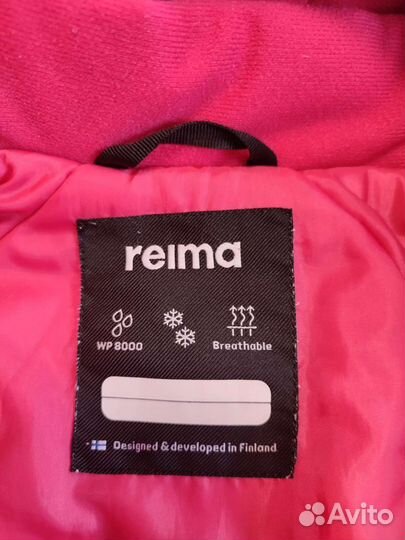 reima
WP 8000
Breathable
Designed & developed in Finland
Avito